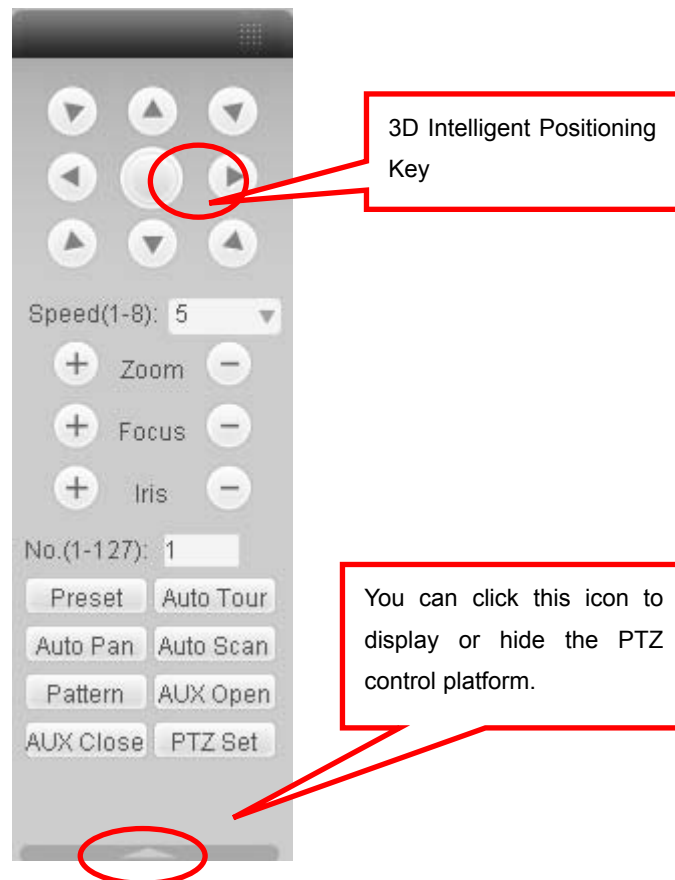 3D Intelligent Positioning
Key
Speed(1-8): 5
Zoom
Focus
Iris
No.(1-127): 1
Preset Auto Tour
Auto Pan Auto Scan
Pattern AUX Open
AUX Close PTZ Set
You can click this icon to
display or hide the PTZ
control platform.